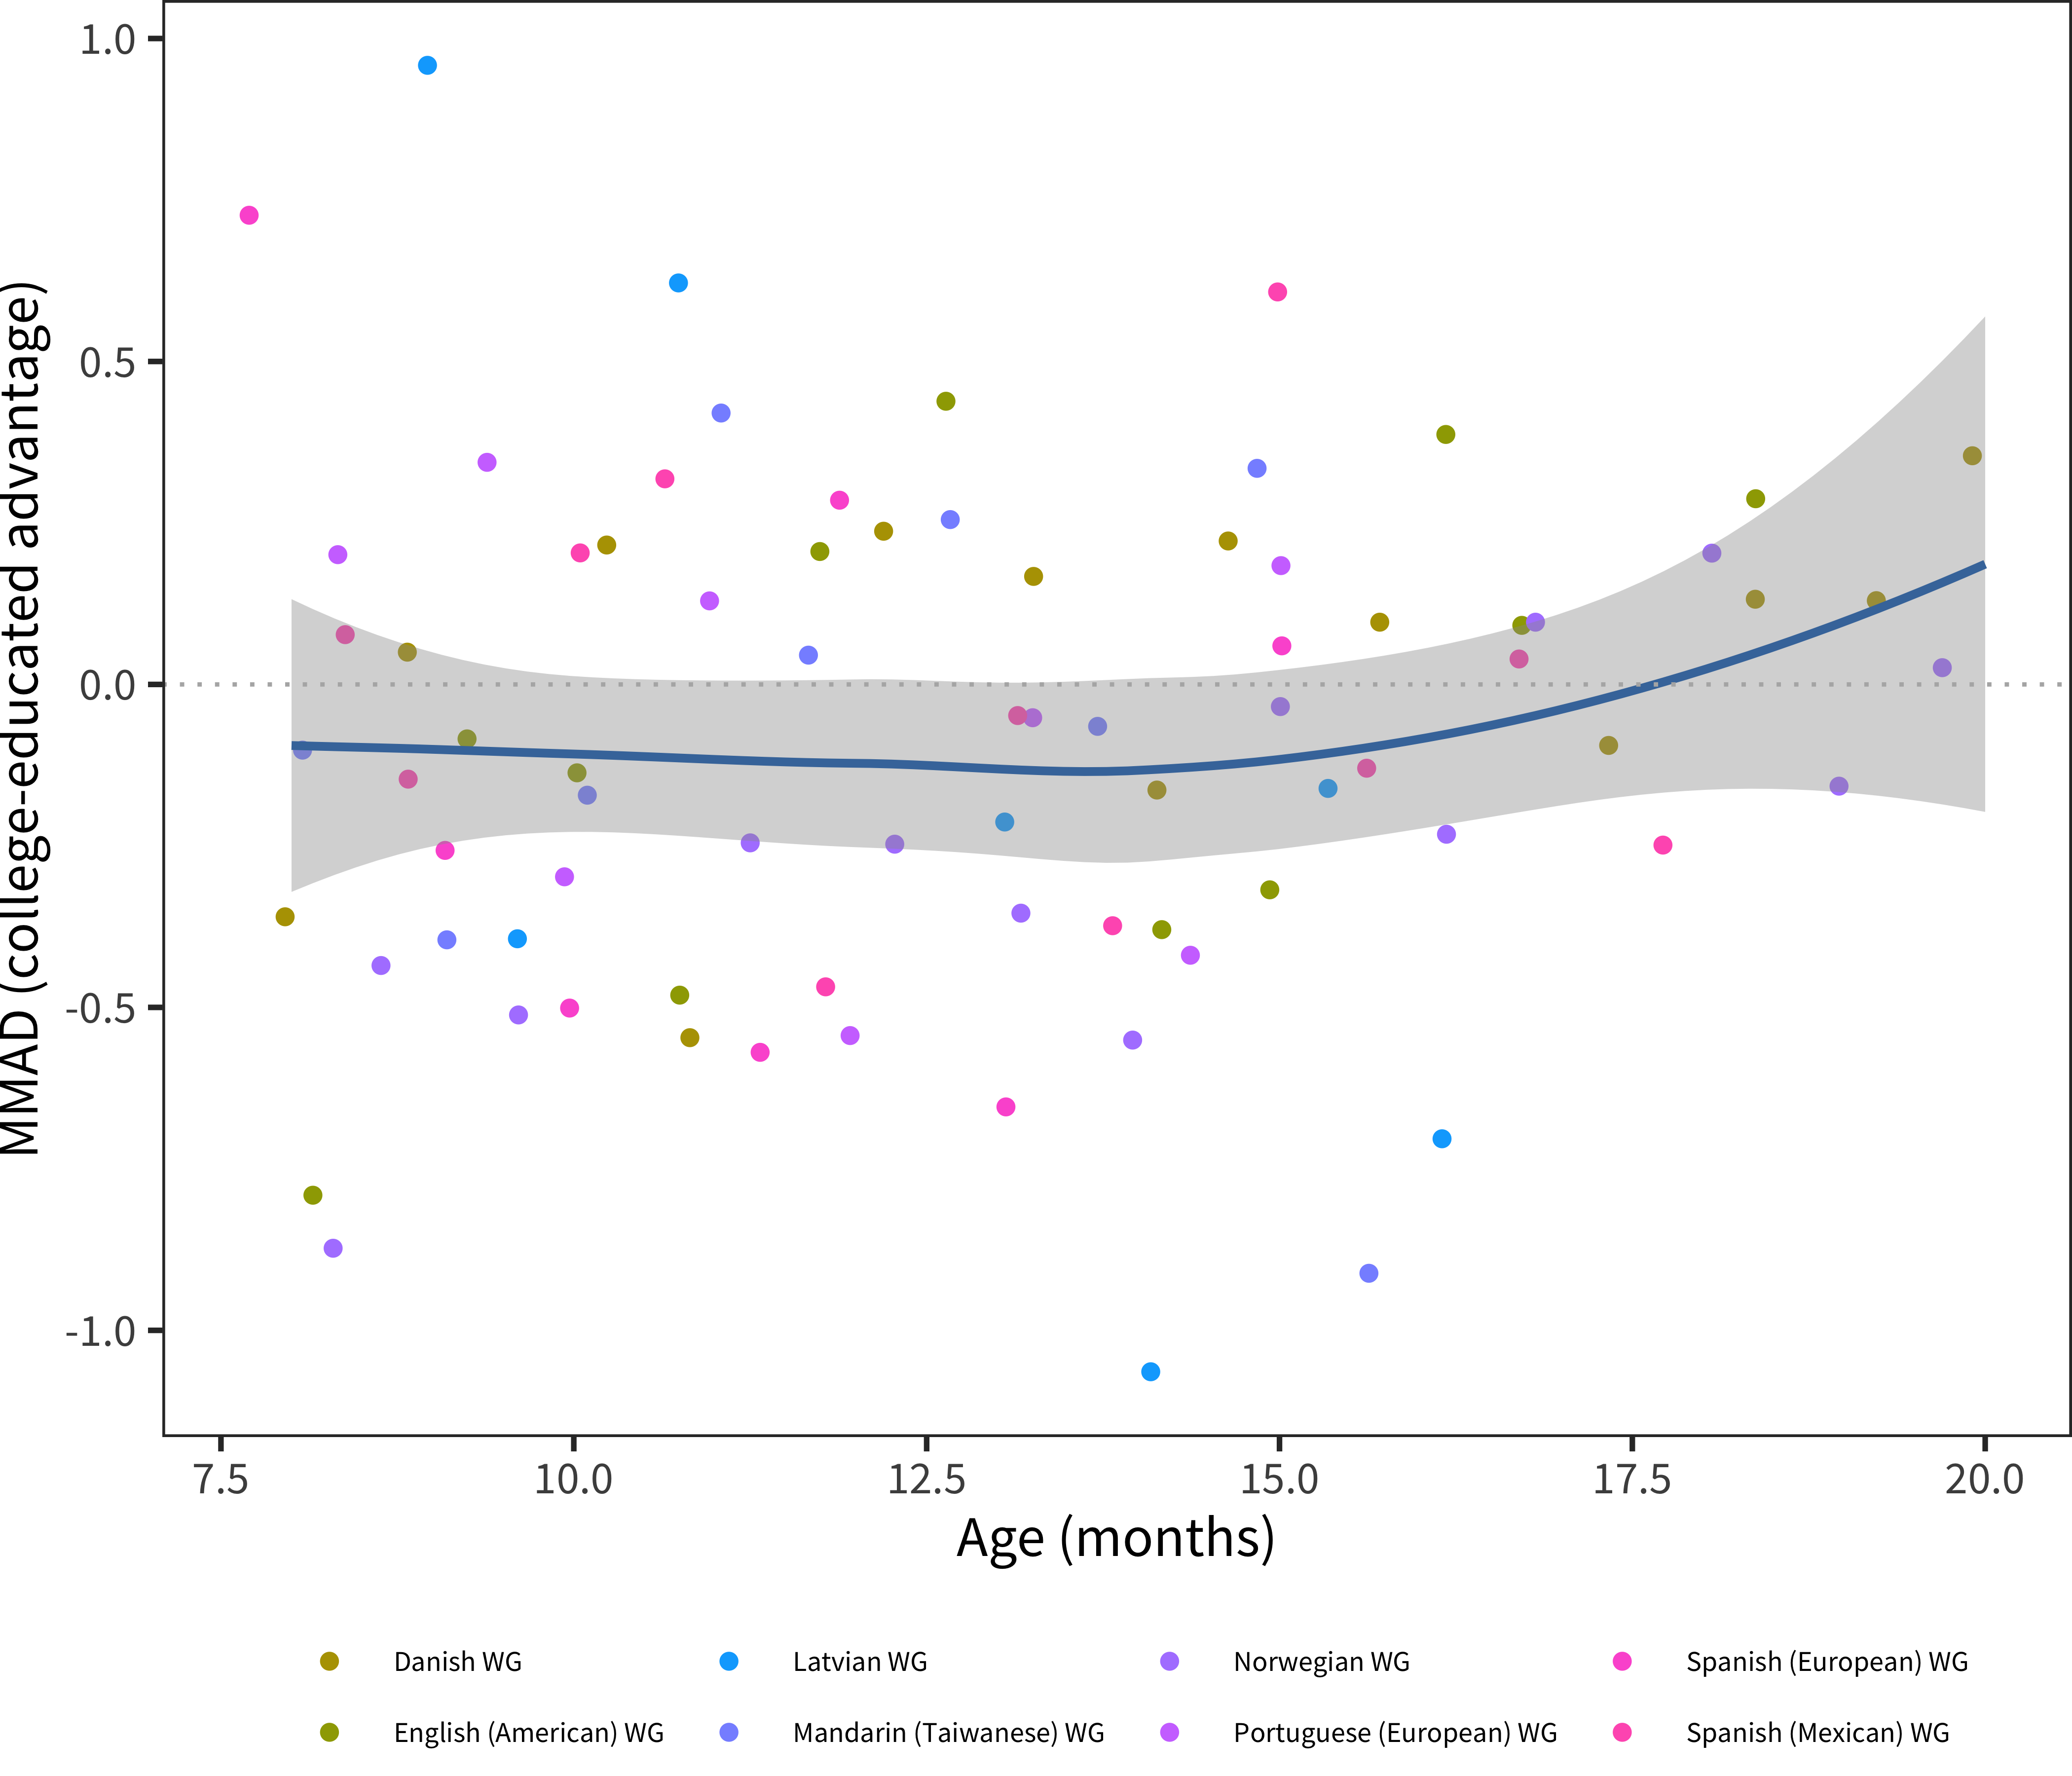 MMAD (college-educated advantage)
1.0
0.5
0.0
-0.5
-1.0
7.5 10.0 12.5 15.0 17.5 20.0
Age (months)
Danish WG Latvian WG Norwegian WG Spanish (European) WG
English (American) WG Mandarin (Taiwanese) WG Portuguese (European) WG Spanish (Mexican) WG